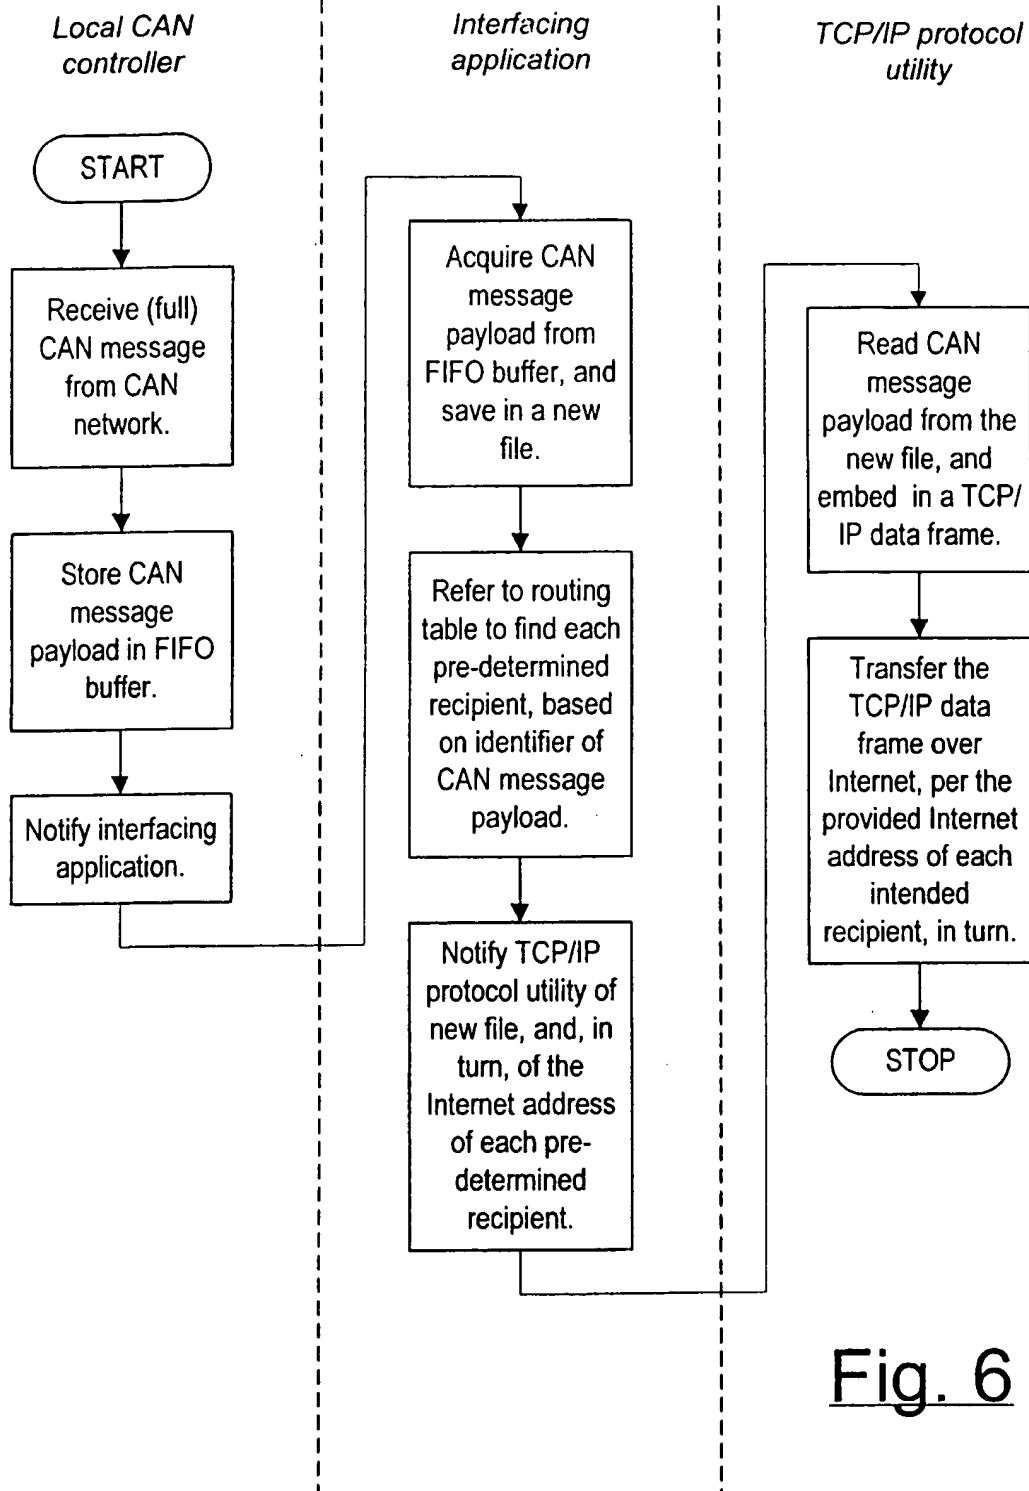 Local CAN
controller
Interfacing
application
TCP/IP protocol
utility
START
Receive (full)
CAN message
from CAN
network.
Store CAN
message
payload in FIFO
buffer.
Notify interfacing
application.
Acquire CAN
message
payload from
FIFO buffer, and
save in a new
file.
Refer to routing
table to find each
pre-determined
recipient, based
on identifier of
CAN message
payload.
Notify TCP/IP
protocol utility of
new file, and, in
turn, of the
Internet address
of each pre-
determined
recipient.
Read CAN
message
payload from the
new file, and
embed in a TCP/
IP data frame.
Transfer the
TCP/IP data
frame over
Internet, per the
provided Internet
address of each
intended
recipient, in turn.
STOP
Fig. 6